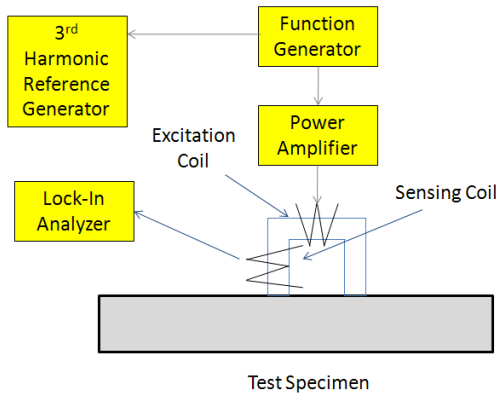 3rd
Harmonic
Reference
Generator
Function
Generator
Power
Amplifier
Excitation
Coil
Lock-In
Analyzer
Sensing Coil
Test Specimen